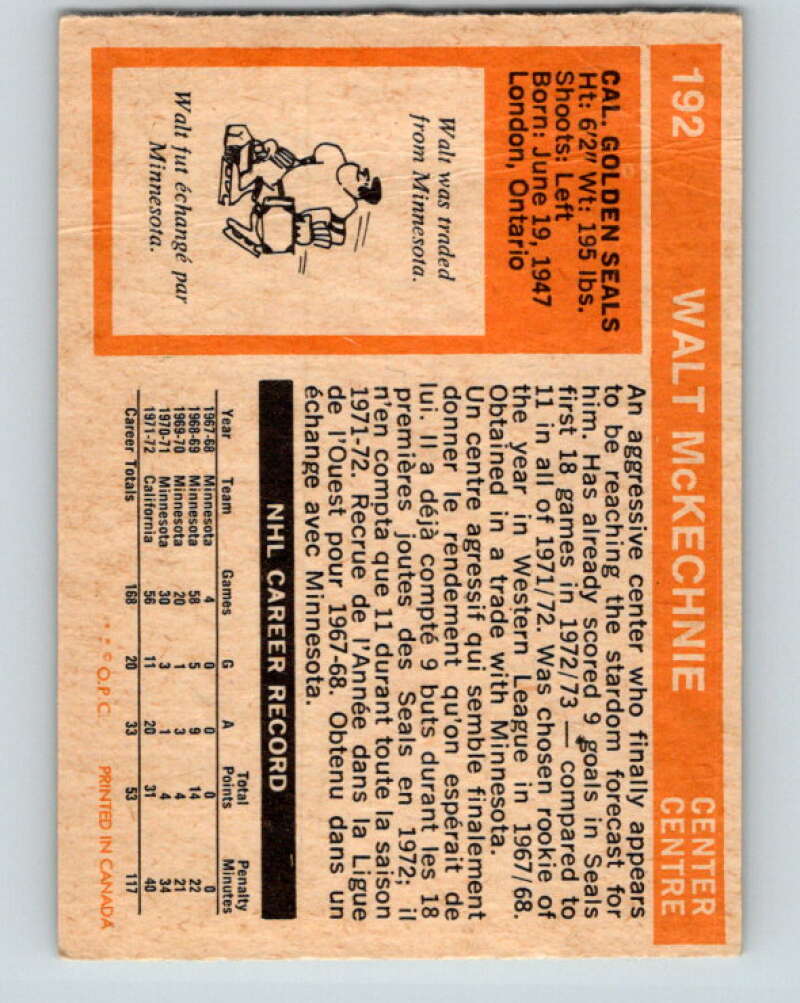 192 WALT McKECHNIE CENTER
CENTRE
CAL. GOLDEN SEALS
Ht: 6'2" Wt: 195 lbs.
Shoots: Left
Born: June 19, 1947
London, Ontario
Walt was traded
from Minnesota.
Walt fut échangé par
Minnesota.
An aggressive center who finally appears
to be reaching the stardom forecast for
him. Has already scored 9 goals in Seals
first 18 games in 1972/73 — compared to
11 in all of 1971/72. Was chosen rookie of
the year in Western League in 1967/68.
Obtained in a trade with Minnesota.
Un centre agressif qui semble finalement
donner le rendement qu'on espérait de
lui. Il a déjà compté 9 buts durant les 18
premières joutes des Seals en 1972; il
n'en compta que 11 durant toute la saison
1971-72. Recrue de l'Année dans la Ligue
de l'Ouest pour 1967-68. Obtenu dans un
échange avec Minnesota.
NHL CAREER RECORD
Year Team Games G A Total Points Penalty Minutes
1967-68 Minnesota 4 0 0 0 0
1968-69 Minnesota 58 5 9 14 22
1969-70 Minnesota 20 1 3 4 21
1970-71 Minnesota 30 3 1 4 34
1971-72 California 56 11 20 31 40
Career Totals 168 20 33 53 117
* * © O.P.C. PRINTED IN CANADA